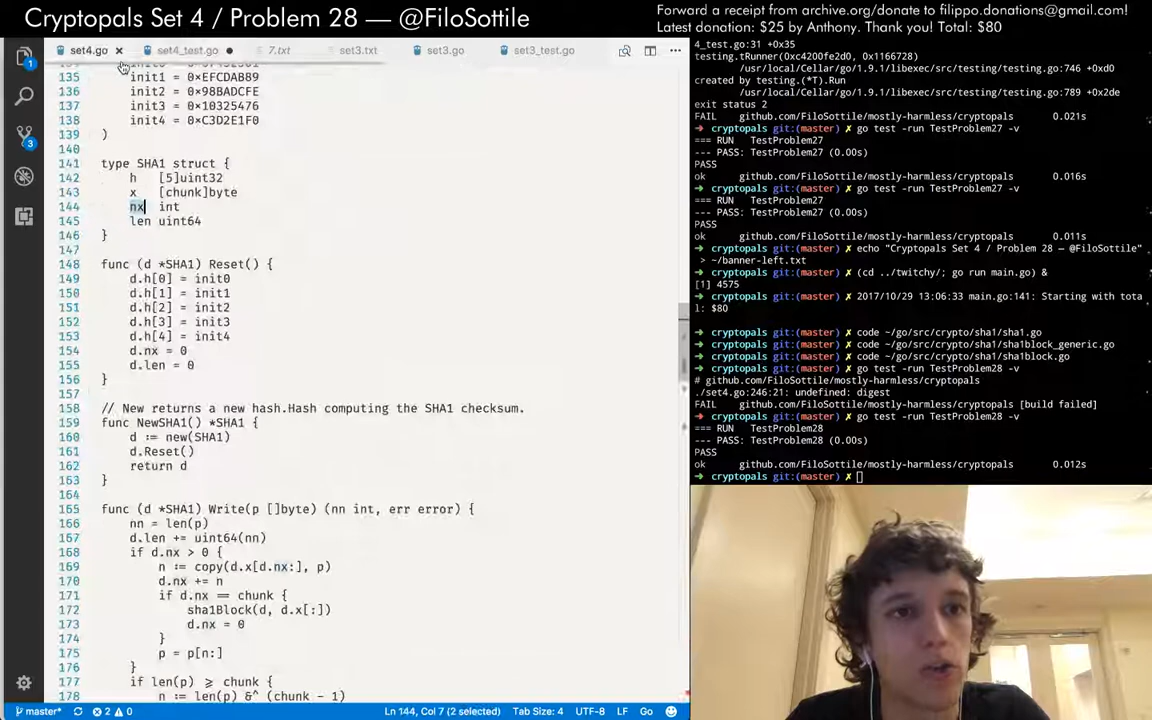 Cryptopals Set 4 / Problem 28 — @FiloSottile
Forward a receipt from archive.org/donate to filippo.donations@gmail.com!
Latest donation: $25 by Anthony. Thank you! Total: $80
set4.go
set4_test.go
7.txt
set3.txt
set3.go
set3_test.go
135 init1 = 0×EFCDAB89
136 init2 = 0×98BADCFE
137 init3 = 0×10325476
138 init4 = 0×C3D2E1F0
139 )
140
141 type SHA1 struct {
142 h [5]uint32
143 x [chunk]byte
144 nx int
145 len uint64
146 }
147
148 func (d *SHA1) Reset() {
149 d.h[0] = init0
150 d.h[1] = init1
151 d.h[2] = init2
152 d.h[3] = init3
153 d.h[4] = init4
154 d.nx = 0
155 d.len = 0
156 }
157
158 // New returns a new hash.Hash computing the SHA1 checksum.
159 func NewSHA1() *SHA1 {
160 d := new(SHA1)
161 d.Reset()
162 return d
163 }
164
165 func (d *SHA1) Write(p []byte) (nn int, err error) {
166 nn = len(p)
167 d.len += uint64(nn)
168 if d.nx > 0 {
169 n := copy(d.x[d.nx:], p)
170 d.nx += n
171 if d.nx == chunk {
172 sha1Block(d, d.x[:])
173 d.nx = 0
174 }
175 p = p[n:]
176 }
177 if len(p) ≥ chunk {
178 n := len(p) &^ (chunk - 1)
master*
2 0
Ln 144, Col 7 (2 selected)
Tab Size: 4
UTF-8
LF
Go
4_test.go:31 +0x35
testing.tRunner(0xc4200fe2d0, 0x1166728)
/usr/local/Cellar/go/1.9.1/libexec/src/testing/testing.go:746 +0xd0
created by testing.(*T).Run
/usr/local/Cellar/go/1.9.1/libexec/src/testing/testing.go:789 +0x2de
exit status 2
FAIL github.com/FiloSottile/mostly-harmless/cryptopals 0.021s
➜ cryptopals git:(master) ✗ go test -run TestProblem27 -v
=== RUN TestProblem27
--- PASS: TestProblem27 (0.00s)
PASS
ok github.com/FiloSottile/mostly-harmless/cryptopals 0.016s
➜ cryptopals git:(master) ✗ go test -run TestProblem27 -v
=== RUN TestProblem27
--- PASS: TestProblem27 (0.00s)
PASS
ok github.com/FiloSottile/mostly-harmless/cryptopals 0.011s
➜ cryptopals git:(master) ✗ echo "Cryptopals Set 4 / Problem 28 — @FiloSottile"
> ~/banner-left.txt
➜ cryptopals git:(master) ✗ (cd ../twitchy/; go run main.go) &
[1] 4575
➜ cryptopals git:(master) ✗ 2017/10/29 13:06:33 main.go:141: Starting with tota
l: $80
➜ cryptopals git:(master) ✗ code ~/go/src/crypto/sha1/sha1.go
➜ cryptopals git:(master) ✗ code ~/go/src/crypto/sha1/sha1block_generic.go
➜ cryptopals git:(master) ✗ code ~/go/src/crypto/sha1/sha1block.go
➜ cryptopals git:(master) ✗ go test -run TestProblem28 -v
# github.com/FiloSottile/mostly-harmless/cryptopals
./set4.go:246:21: undefined: digest
FAIL github.com/FiloSottile/mostly-harmless/cryptopals [build failed]
➜ cryptopals git:(master) ✗ go test -run TestProblem28 -v
=== RUN TestProblem28
--- PASS: TestProblem28 (0.00s)
PASS
ok github.com/FiloSottile/mostly-harmless/cryptopals 0.012s
➜ cryptopals git:(master) ✗